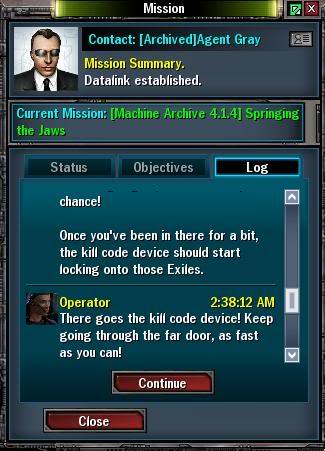 Mission
Contact: [Archived]Agent Gray
Mission Summary.
Datalink established.
Current Mission: [Machine Archive 4.1.4] Springing
the Jaws
Status
Objectives
Log
chance!
Once you've been in there for a bit,
the kill code device should start
locking onto those Exiles.
Operator 2:38:12 AM
There goes the kill code device! Keep
going through the far door, as fast
as you can!
Continue
Close